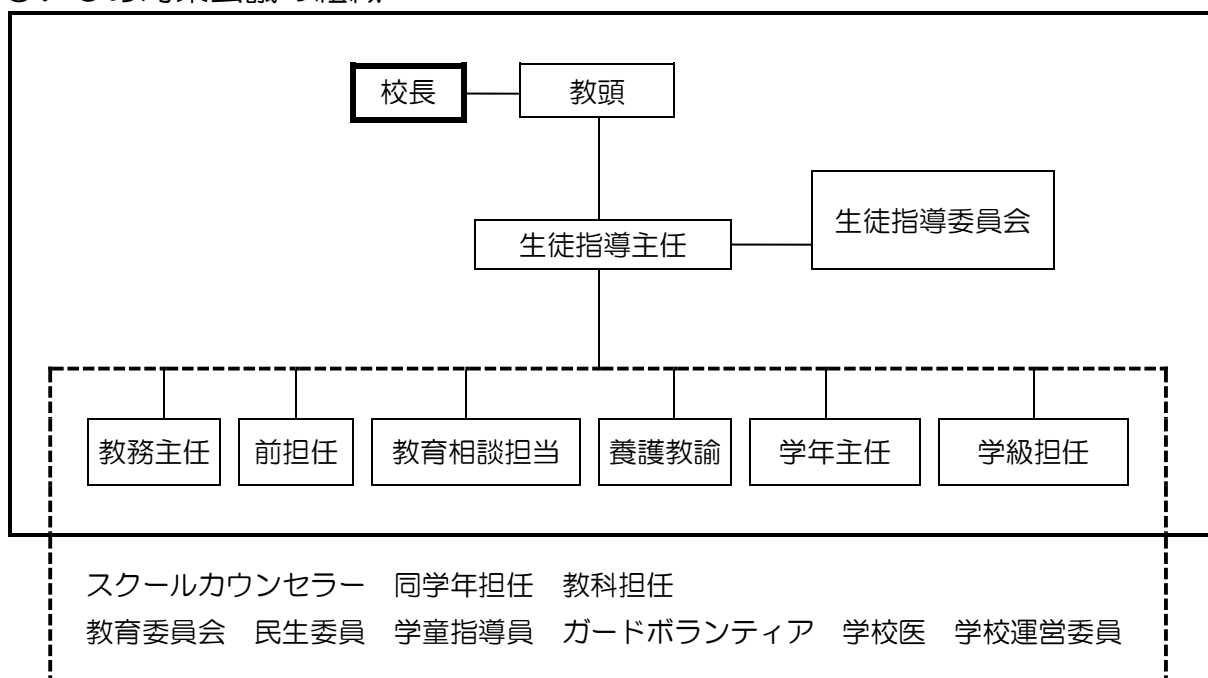 校長 教頭
生徒指導委員会
生徒指導主任
教務主任 前担任 教育相談担当 養護教諭 学年主任 学級担任
スクールカウンセラー 同学年担任 教科担任
教育委員会 民生委員 学童指導員 ガードボランティア 学校医 学校運営委員